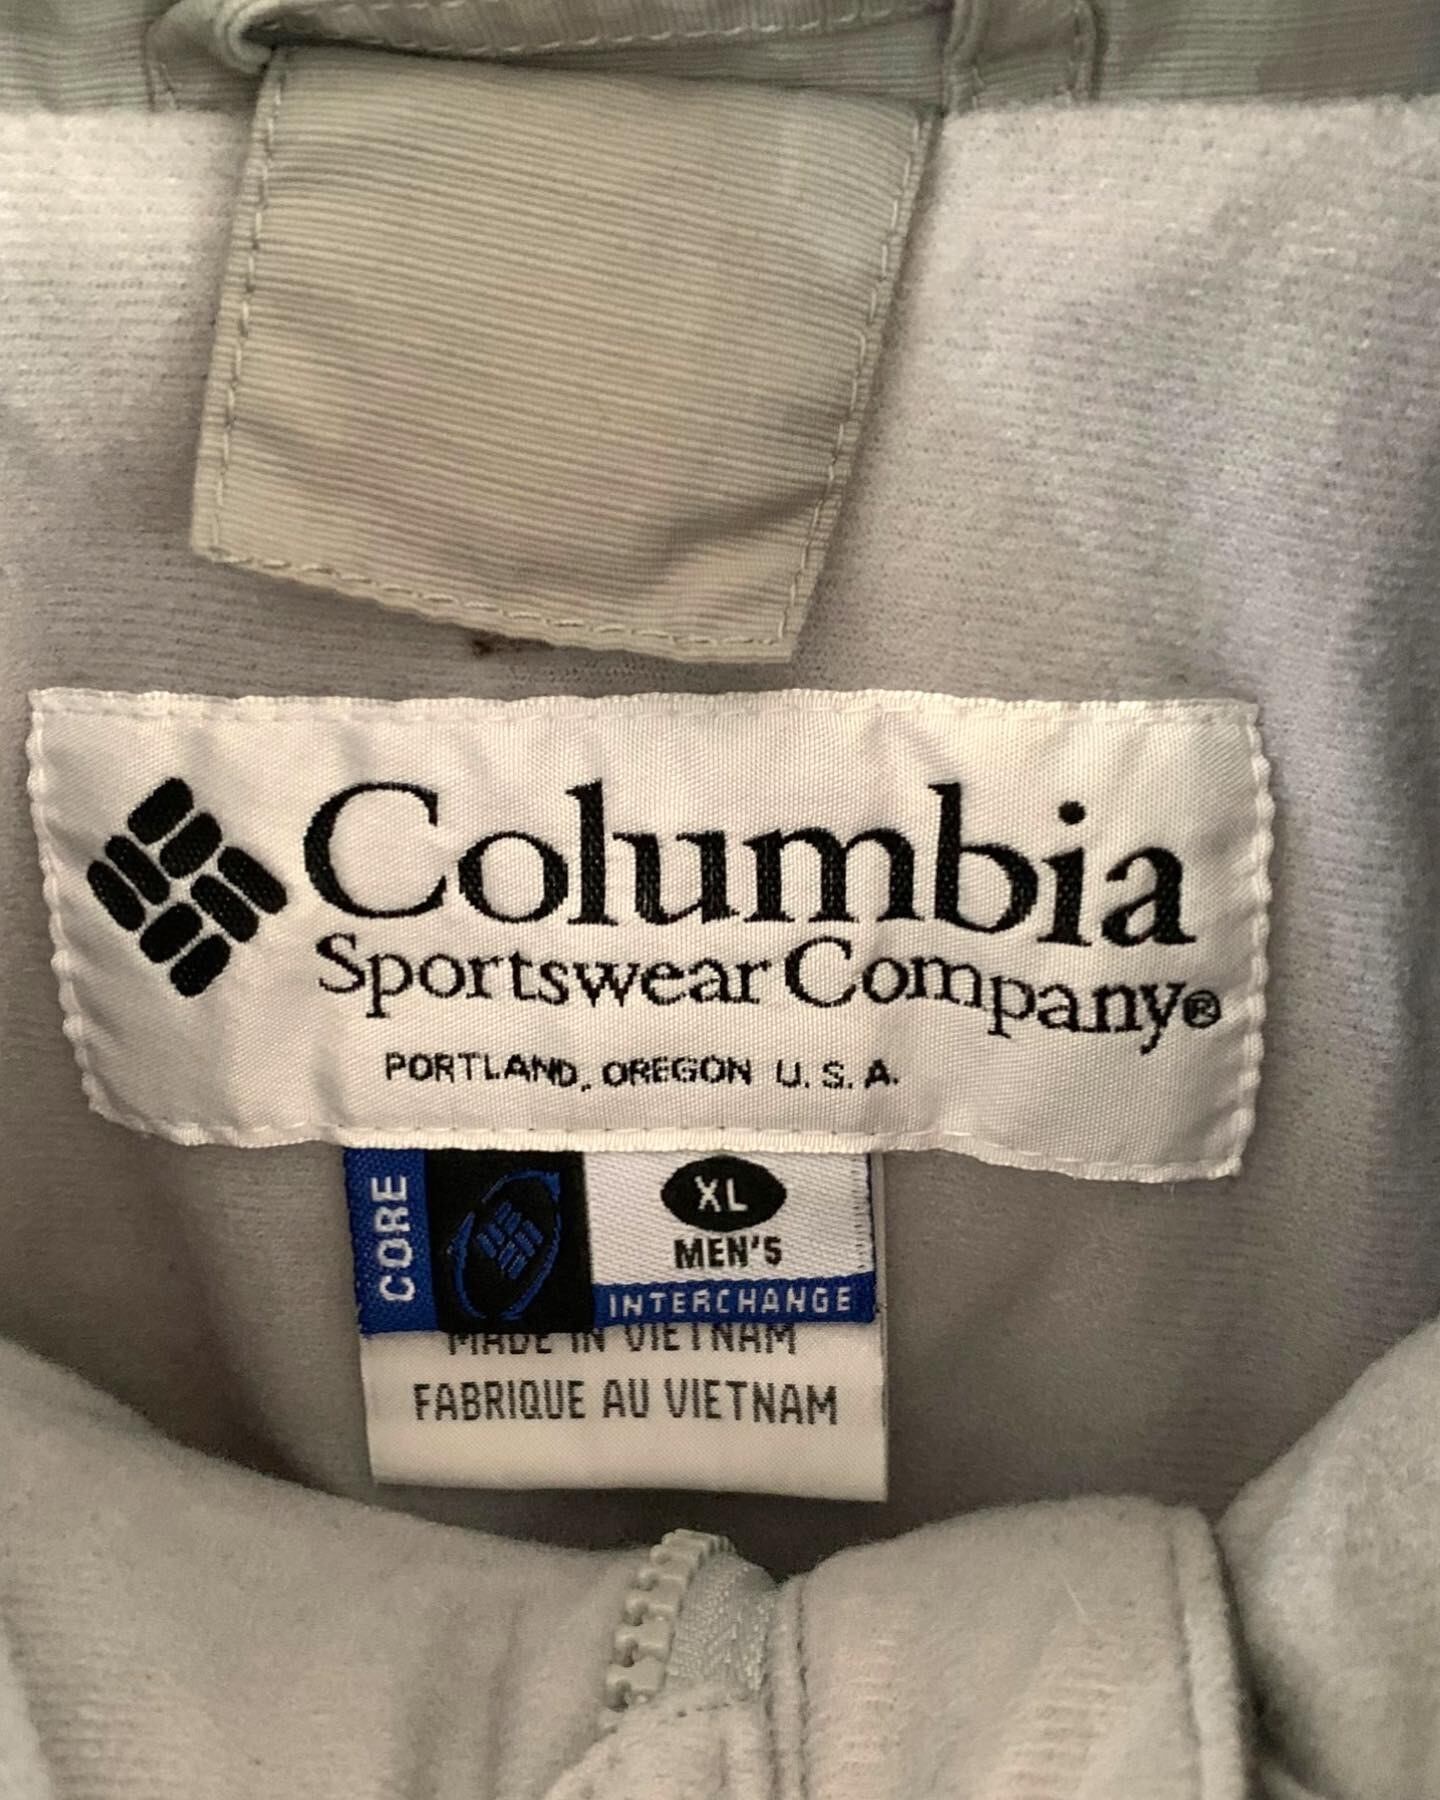 Columbia
Sportswear Company®
PORTLAND, OREGON U.S.A.
CORE
XL
MEN'S
INTERCHANGE
MADE IN VIETNAM
FABRIQUE AU VIETNAM